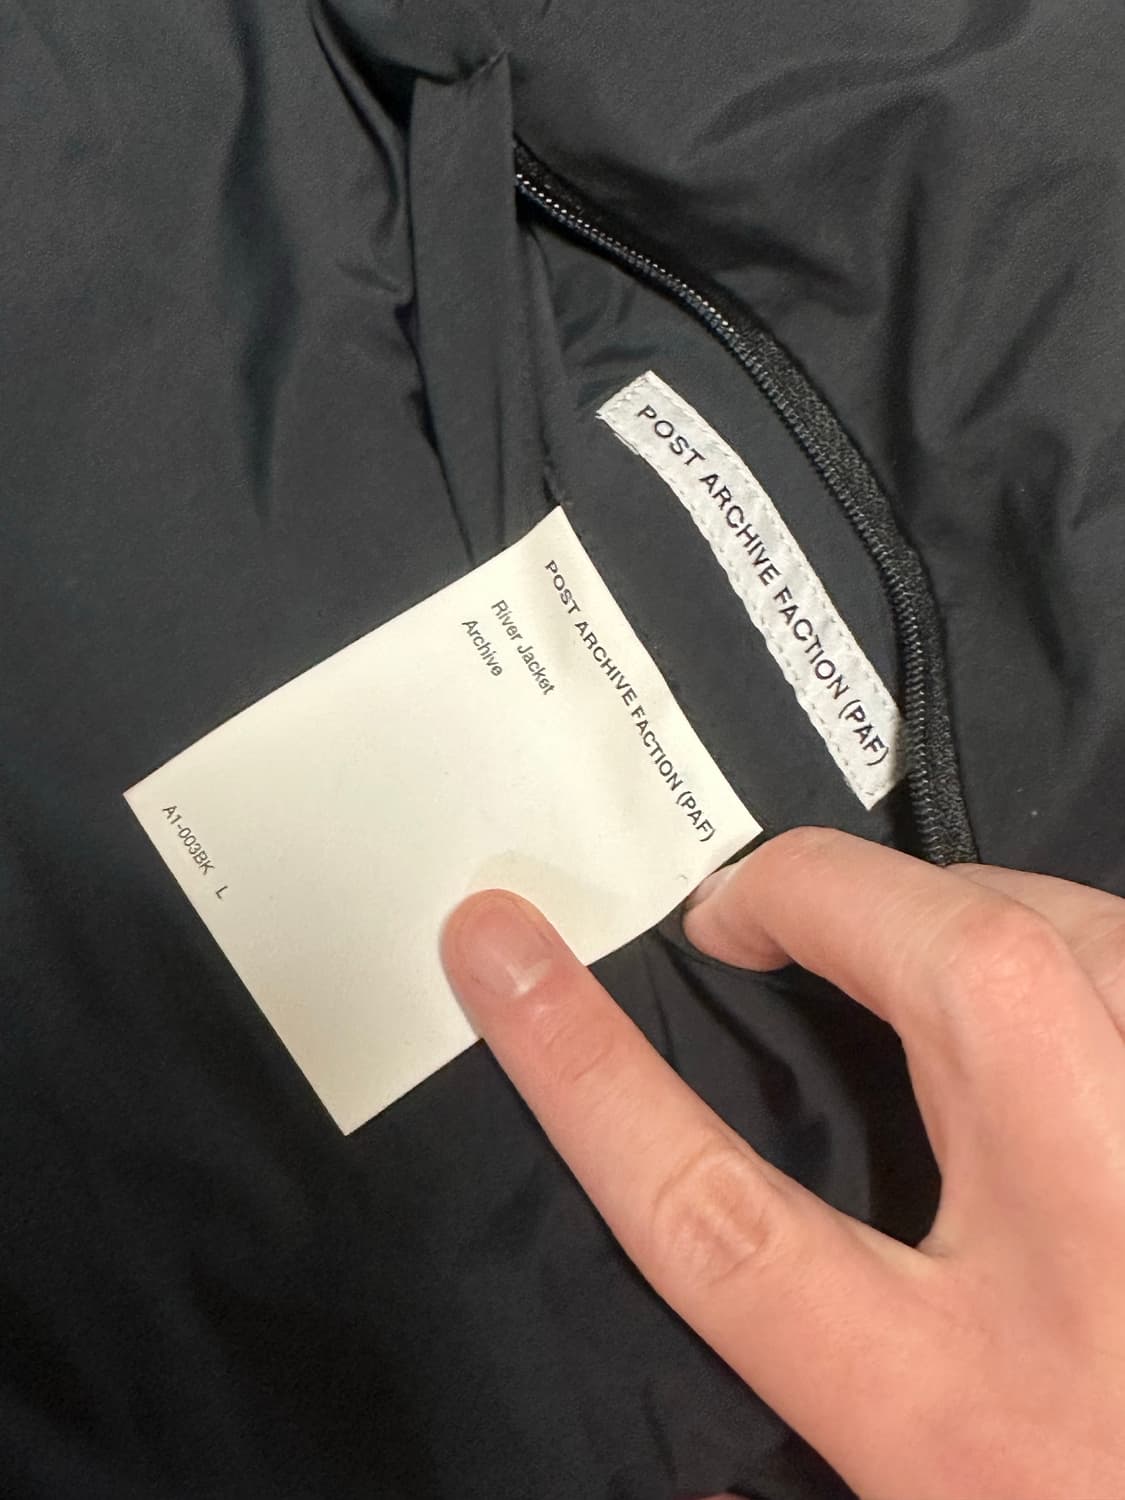 POST ARCHIVE FACTION (PAF)
POST ARCHIVE FACTION (PAF)
River Jacket
Archive
A1-003BK L